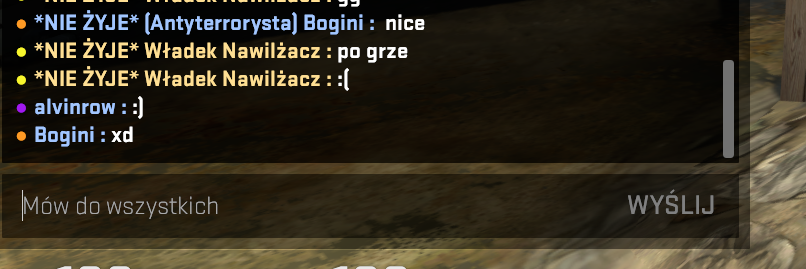 *NIE ŻYJE* (Antyterrorysta) Bogini : nice
*NIE ŻYJE* Władek Nawilżacz : po grze
*NIE ŻYJE* Władek Nawilżacz : :(
alvinrow : :)
Bogini : xd
Mów do wszystkich
WYŚLIJ